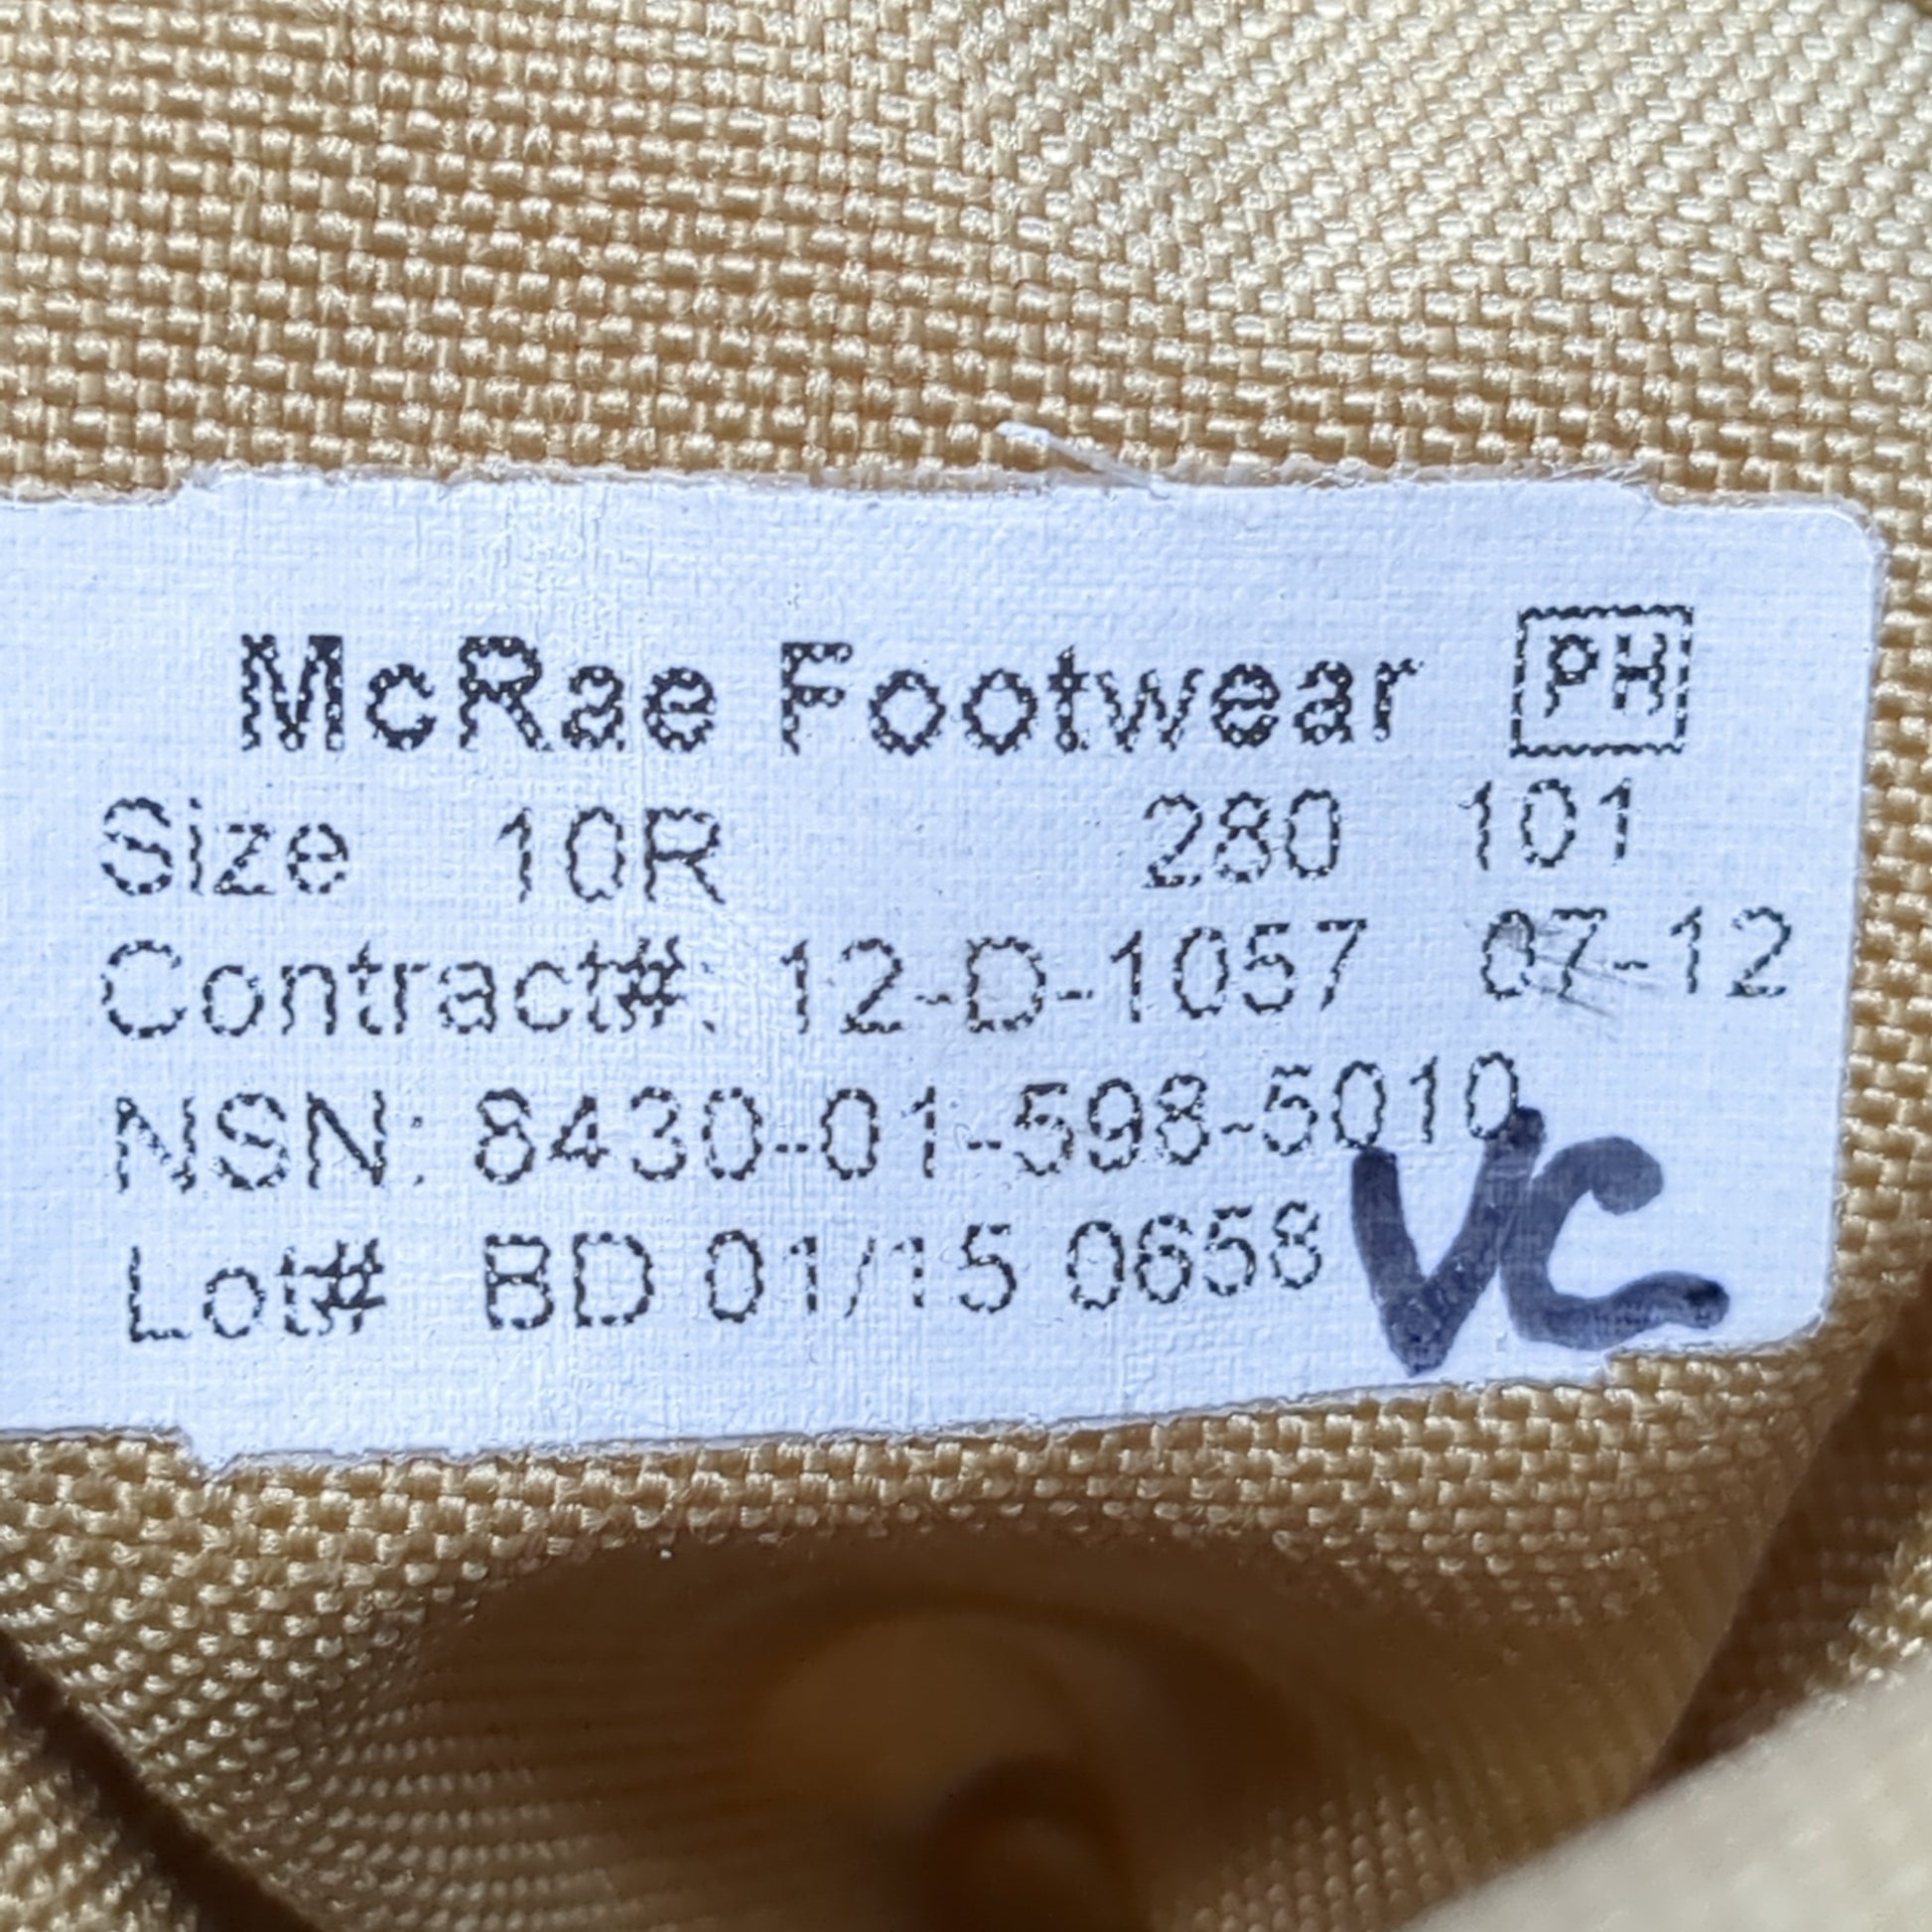 McRae Footwear PH
Size 10R 280 101
Contract#: 12-D-1057 07-12
NSN: 8430-01-598-5010
Lot# BD 01/15 0658
VC